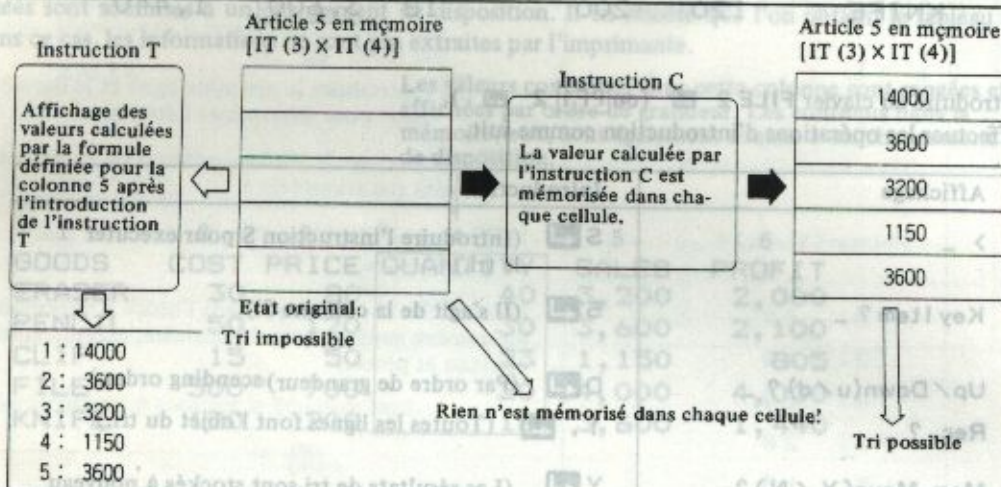 Instruction T
Affichage des
valeurs calculées
par la formule
définiée pour la
colonne 5 après
l'introduction
de l'instruction
T
1 : 14000
2 : 3600
3 : 3200
4 : 1150
5 : 3600
Article 5 en mçmoire
[IT (3) × IT (4)]
Etat original:
Tri impossible
Rien n'est mémorisé dans chaque cellule!
Instruction C
La valeur calculée par
l'instruction C est
mémorisée dans cha-
que cellule.
Article 5 en mçmoire
[IT (3) × IT (4)]
14000
3600
3200
1150
3600
Tri possible